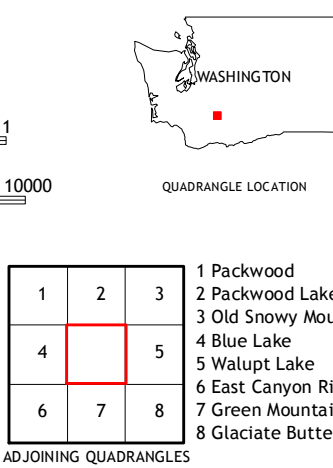 WASHINGTON
1
10000
QUADRANGLE LOCATION
1 2 3
4 5
6 7 8
1 Packwood
2 Packwood Lake
3 Old Snowy Mou
4 Blue Lake
5 Walupt Lake
6 East Canyon Ri
7 Green Mountai
8 Glaciate Butte
ADJOINING QUADRANGLES